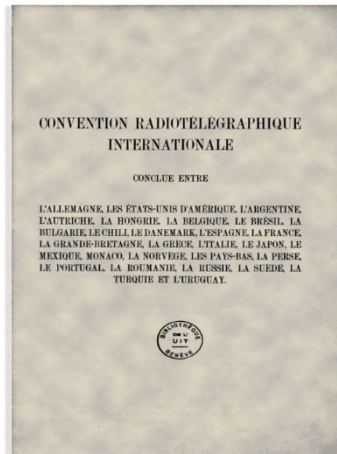 CONVENTION RADIOTÉLÉGRAPHIQUE
INTERNATIONALE
CONCLUE ENTRE
L'ALLEMAGNE, LES ÉTATS-UNIS D'AMÉRIQUE, L'ARGENTINE,
L'AUTRICHE, LA HONGRIE, LA BELGIQUE, LE BRÉSIL, LA
BULGARIE, LE CHILI, LE DANEMARK, L'ESPAGNE, LA FRANCE,
LA GRANDE-BRETAGNE, LA GRÈCE, L'ITALIE, LE JAPON, LE
MEXIQUE, MONACO, LA NORVÈGE, LES PAYS-BAS, LA PERSE,
LE PORTUGAL, LA ROUMANIE, LA RUSSIE, LA SUEDE, LA
TURQUIE ET L'URUGUAY.
BIBLIOTHÈQUE
DE L'
UIT
GENÈVE